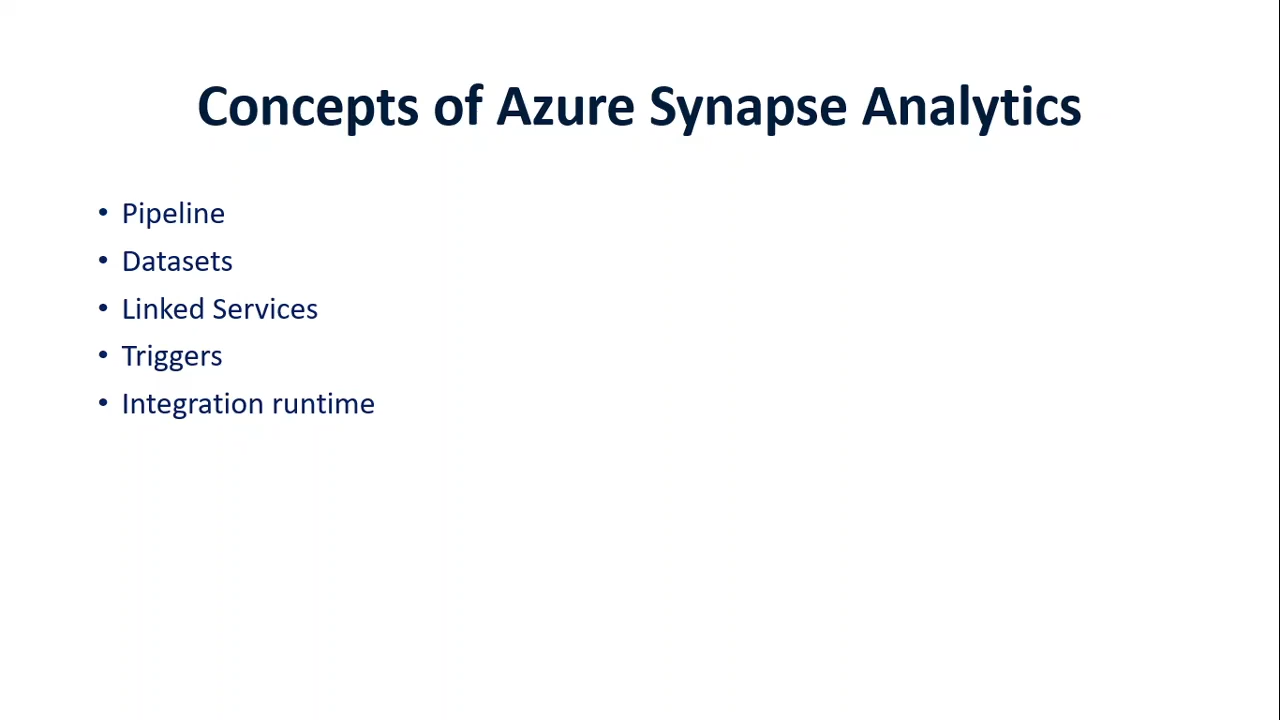 Concepts of Azure Synapse Analytics
• Pipeline
• Datasets
• Linked Services
• Triggers
• Integration runtime